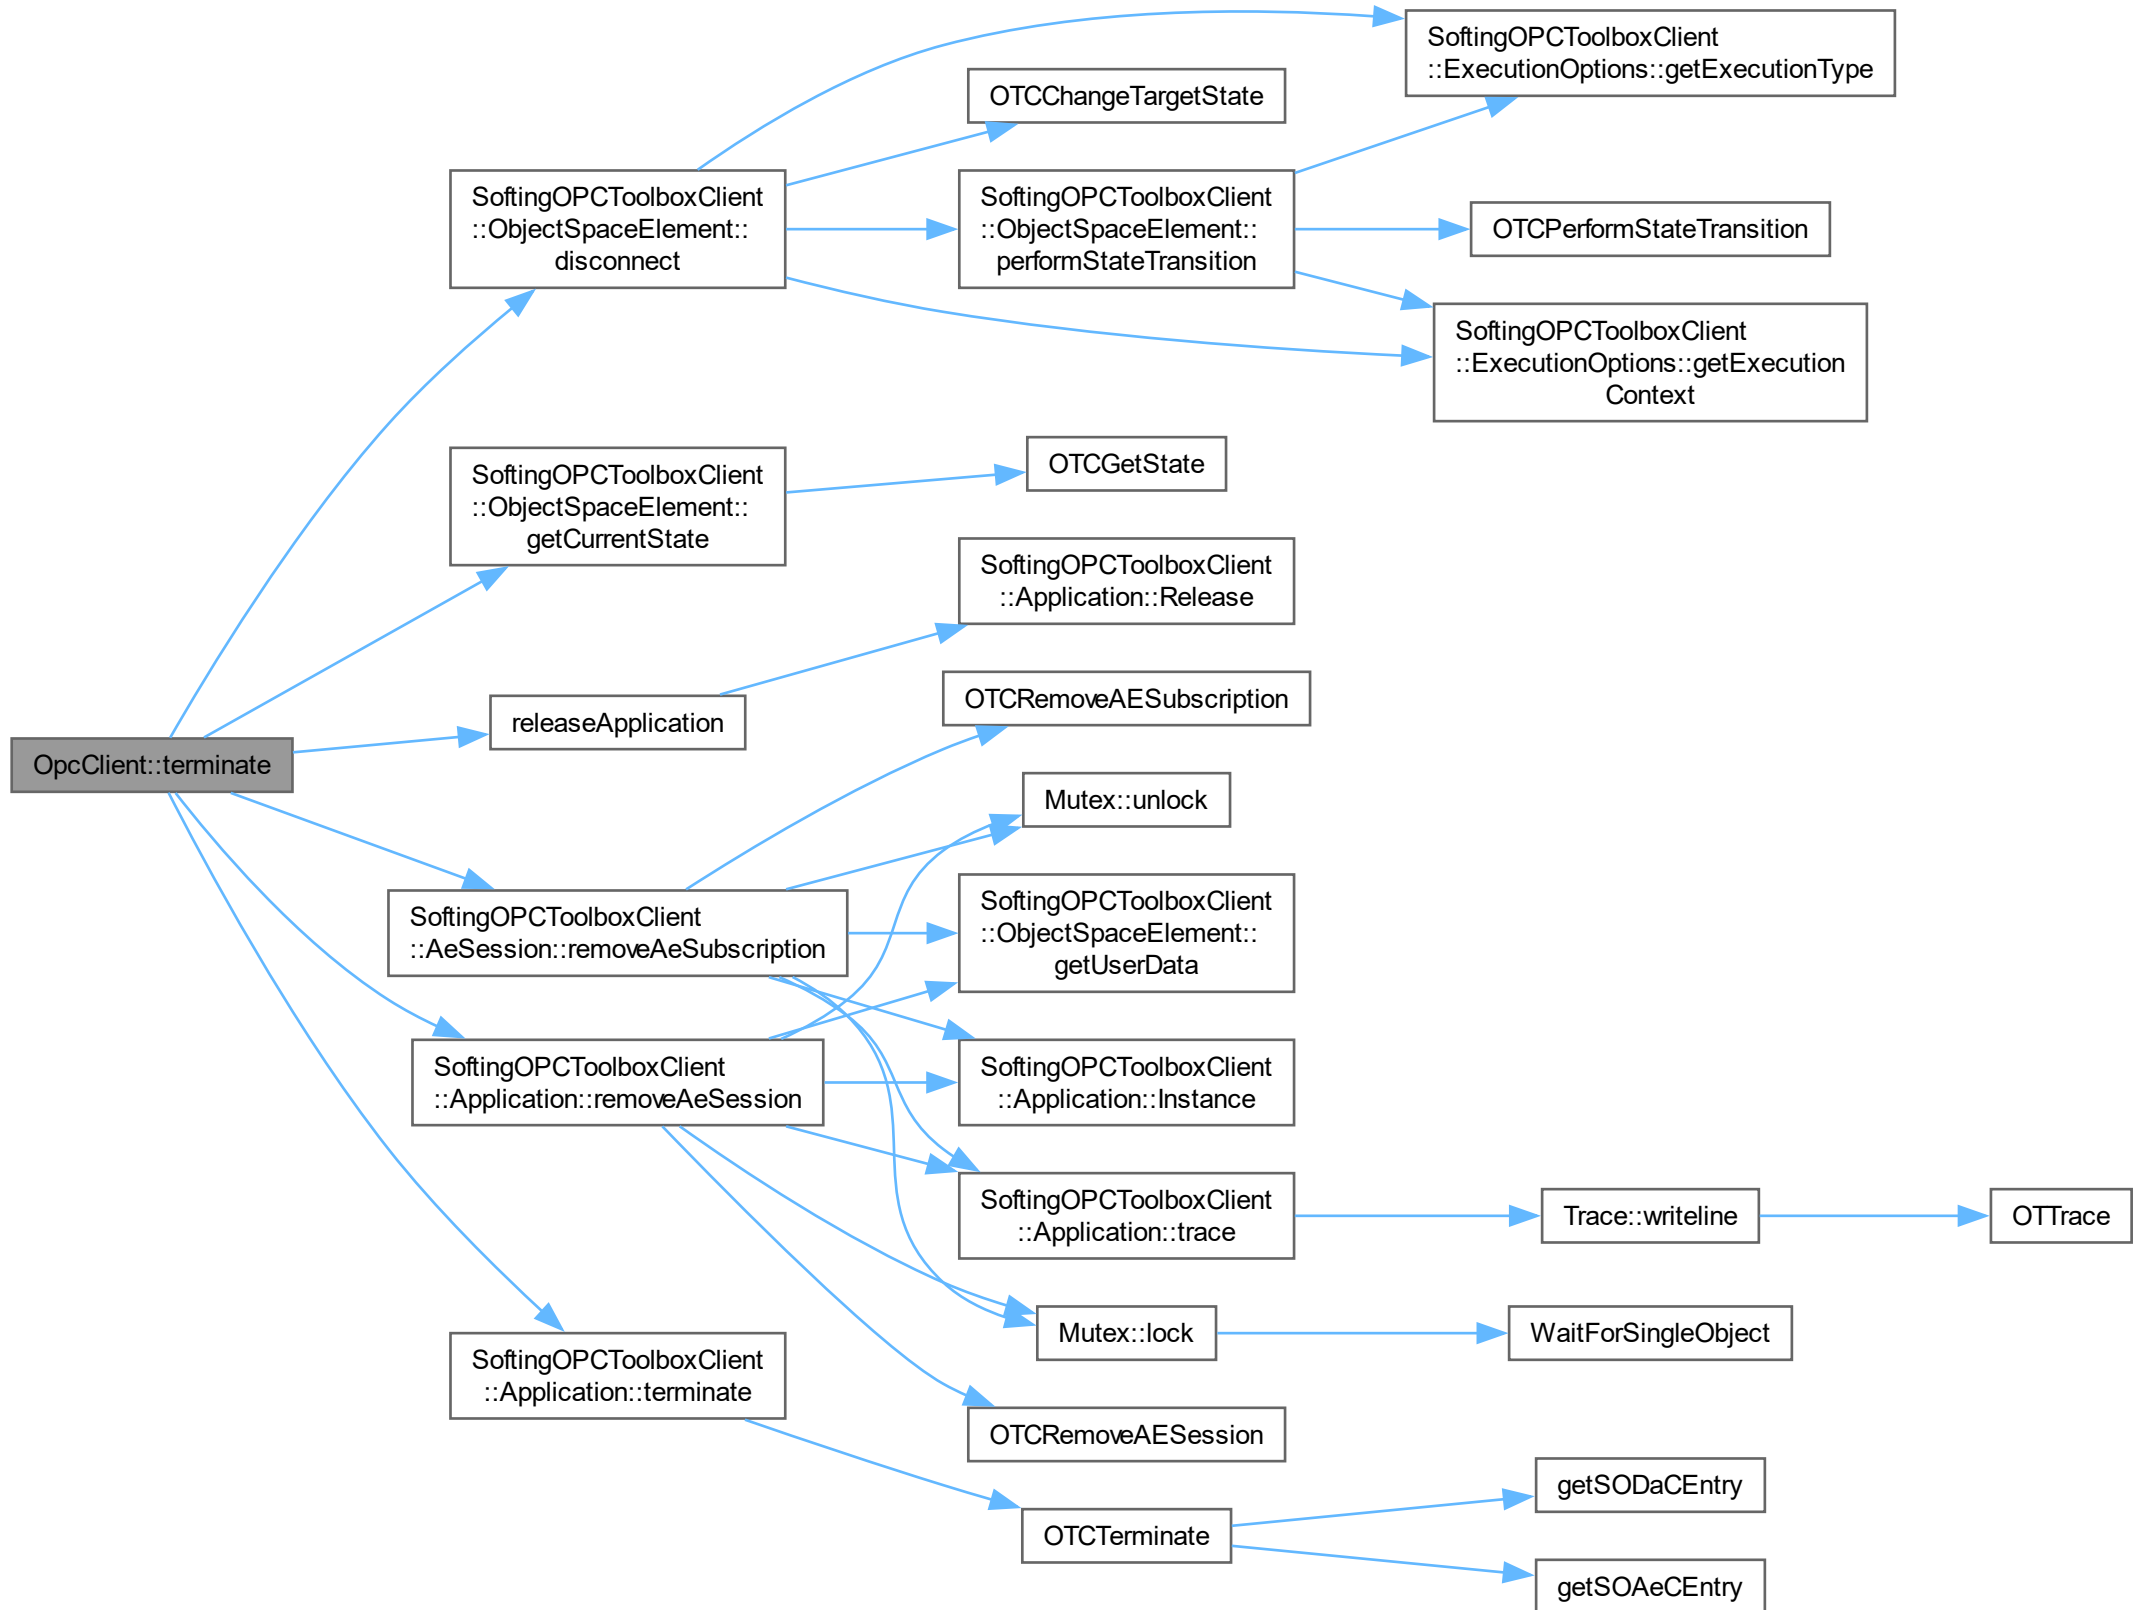 SoftingOPCToolboxClient
::ExecutionOptions::getExecutionType
OTCChangeTargetState
SoftingOPCToolboxClient
::ObjectSpaceElement::
disconnect
SoftingOPCToolboxClient
::ObjectSpaceElement::
performStateTransition
OTCPerformStateTransition
SoftingOPCToolboxClient
::ExecutionOptions::getExecution
Context
SoftingOPCToolboxClient
::ObjectSpaceElement::
getCurrentState
OTCGetState
SoftingOPCToolboxClient
::Application::Release
releaseApplication
OTCRemoveAESubscription
OpcClient::terminate
Mutex::unlock
SoftingOPCToolboxClient
::AeSession::removeAeSubscription
SoftingOPCToolboxClient
::ObjectSpaceElement::
getUserData
SoftingOPCToolboxClient
::Application::removeAeSession
SoftingOPCToolboxClient
::Application::Instance
SoftingOPCToolboxClient
::Application::trace
Trace::writeline
OTTrace
Mutex::lock
WaitForSingleObject
SoftingOPCToolboxClient
::Application::terminate
OTCRemoveAESession
getSODaCEntry
OTCTerminate
getSOAeCEntry